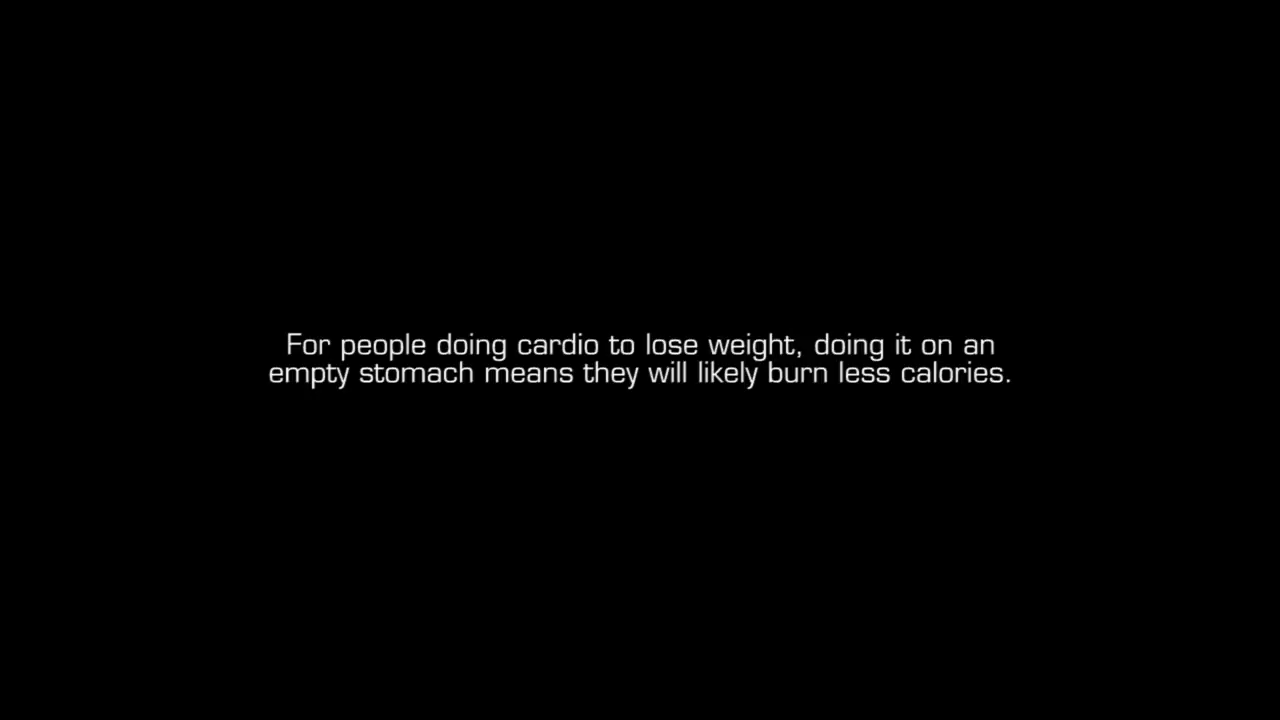 For people doing cardio to lose weight, doing it on an
empty stomach means they will likely burn less calories.